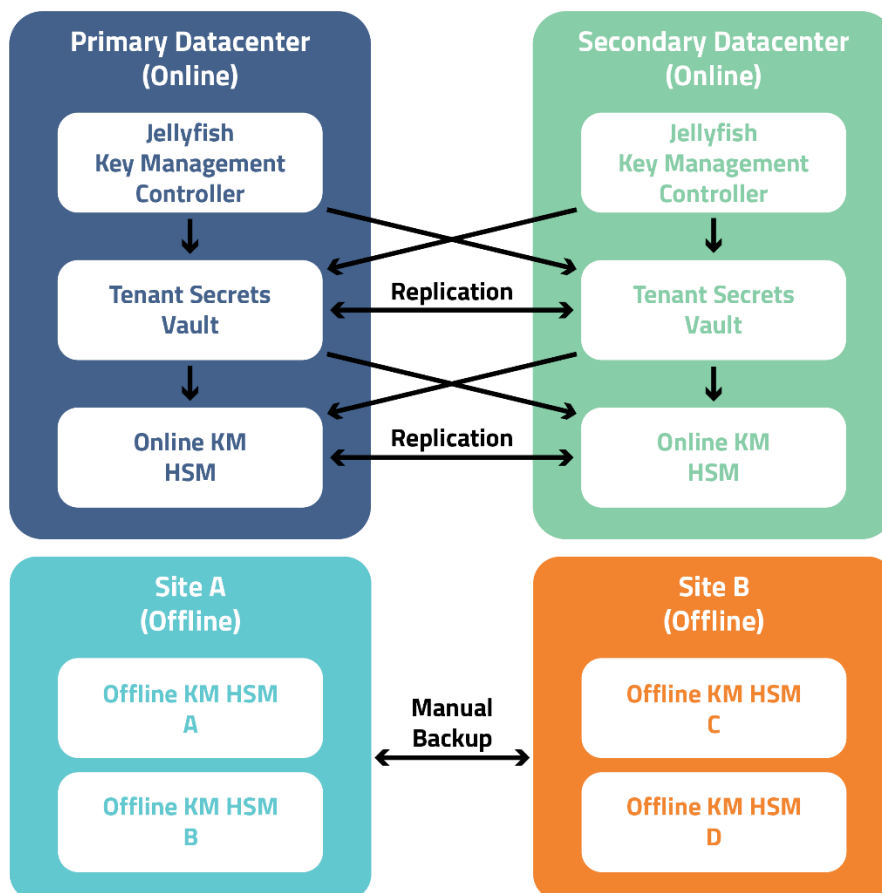 Primary Datacenter
(Online)
Jellyfish
Key Management
Controller
Tenant Secrets
Vault
Online KM
HSM
Replication
Replication
Secondary Datacenter
(Online)
Jellyfish
Key Management
Controller
Tenant Secrets
Vault
Online KM
HSM
Site A
(Offline)
Offline KM HSM
A
Offline KM HSM
B
Manual
Backup
Site B
(Offline)
Offline KM HSM
C
Offline KM HSM
D